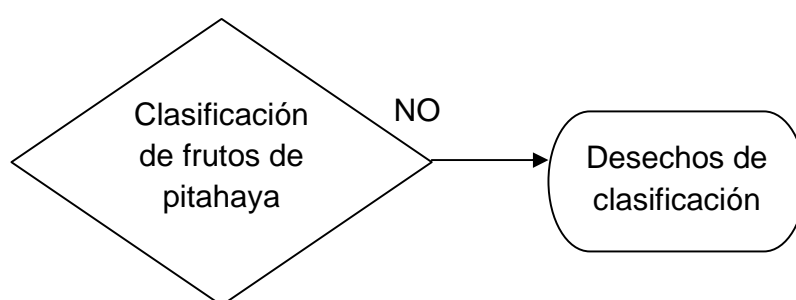 Clasificación
de frutos de
pitahaya
NO
Desechos de
clasificación